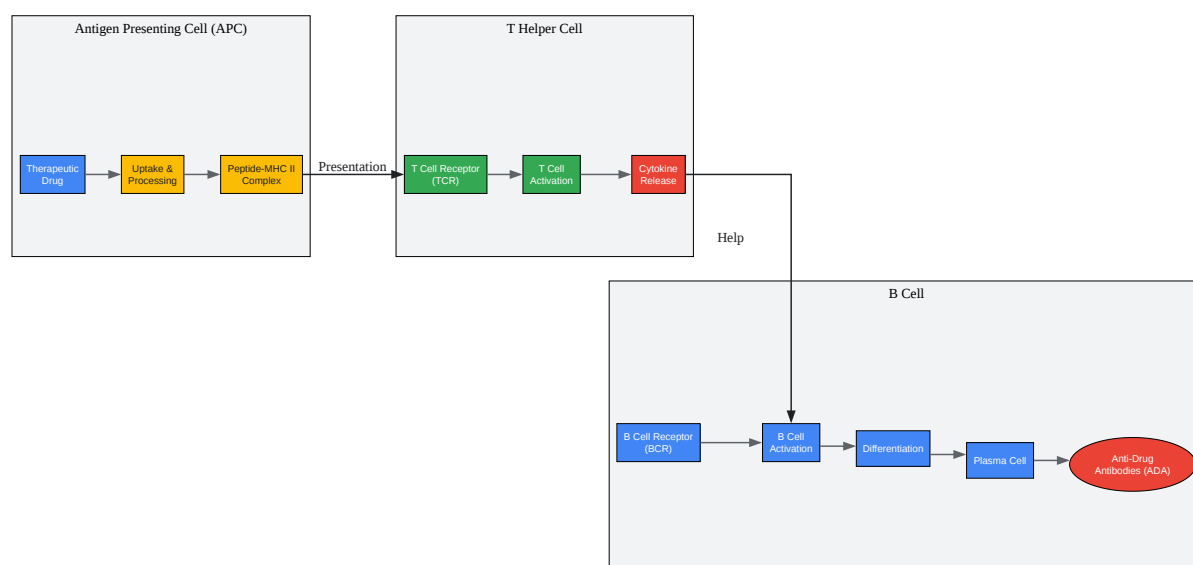 Antigen Presenting Cell (APC)
T Helper Cell
Therapeutic
Drug
Uptake &
Processing
Peptide-MHC II
Complex
Presentation
T Cell Receptor
(TCR)
T Cell
Activation
Cytokine
Release
Help
B Cell
B Cell Receptor
(BCR)
B Cell
Activation
Differentiation
Plasma Cell
Anti-Drug
Antibodies (ADA)